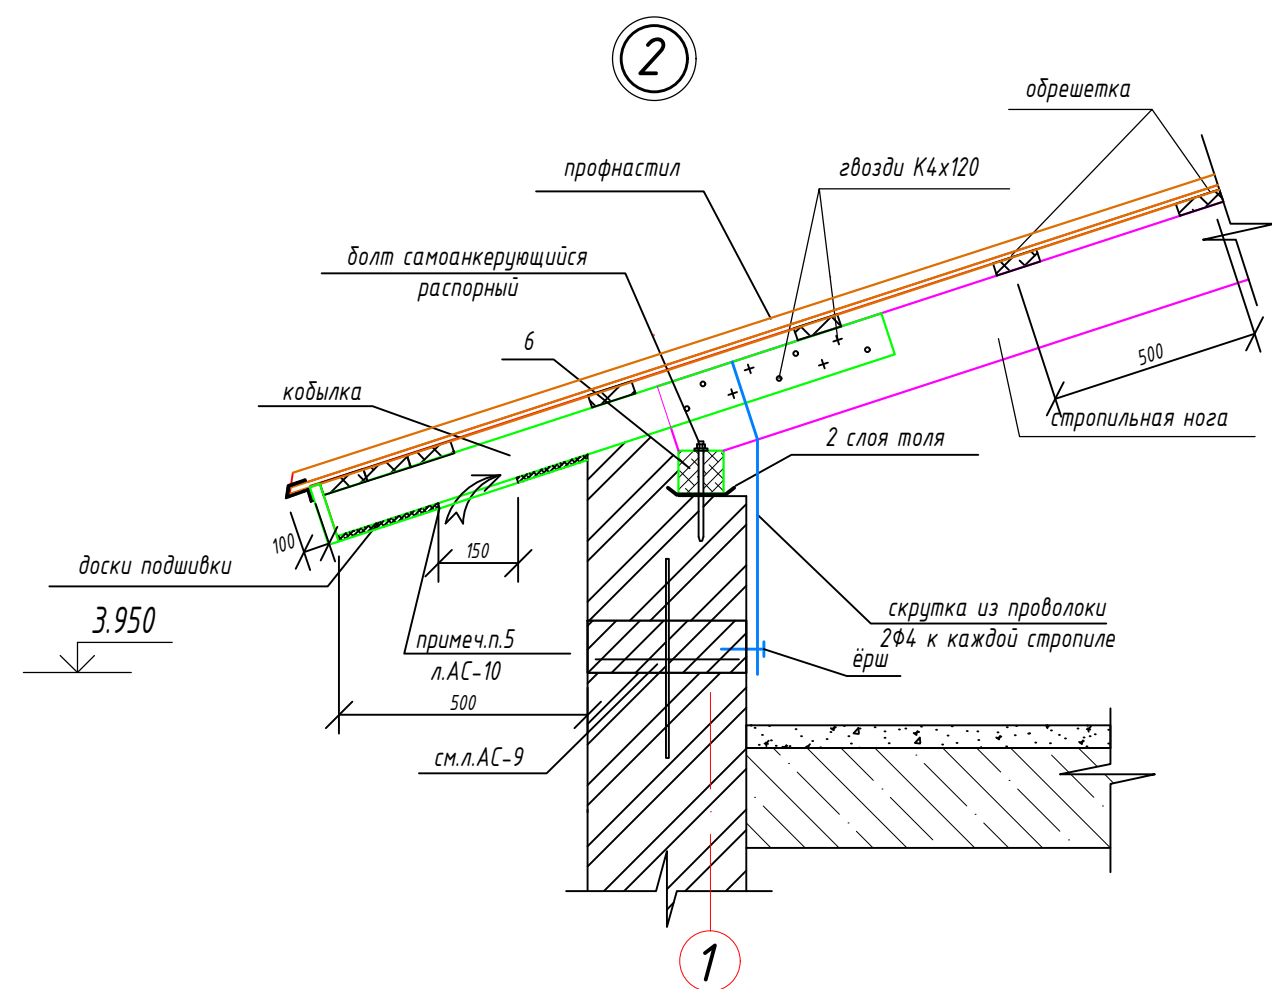 2
обрешетка
профнастил
гвозди К4х120
болт самоанкерующийся
распорный
6
кобылка
500
стропильная нога
2 слоя толя
100
150
доски подшивки
3.950
скрутка из проволоки
2Ф4 к каждой стропиле
примеч.п.5
л.АС-10
ёрш
500
см.л.АС-9
1